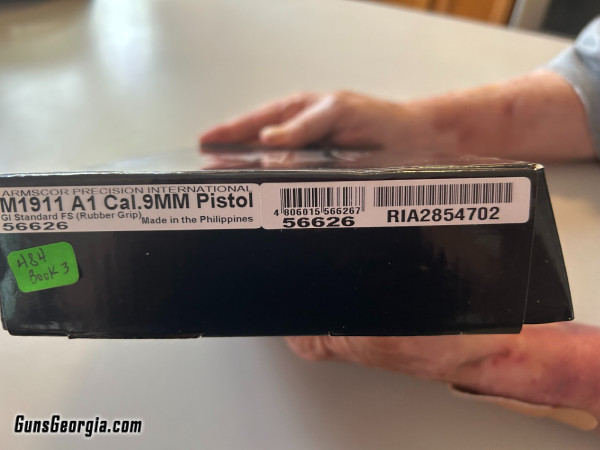 ARMSCOR PRECISION INTERNATIONAL
M1911 A1 Cal.9MM Pistol
GI Standard FS (Rubber Grip)
Made in the Philippines
56626
4 806015 566267
56626
RIA2854702
484
Book 3
GunsGeorgia.com